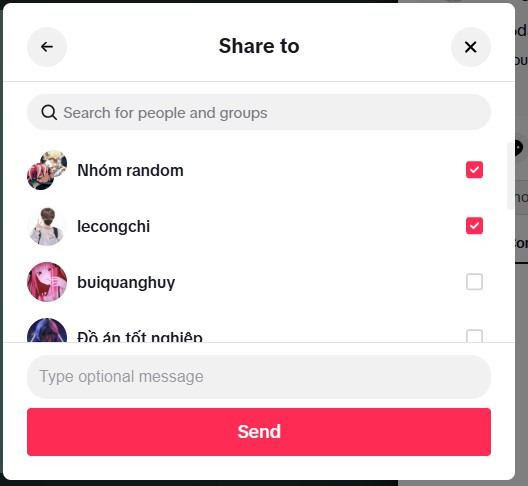 Share to
Search for people and groups
Nhóm random
lecongchi
buiquanghuy
Đồ án tốt nghiệp
Type optional message
Send